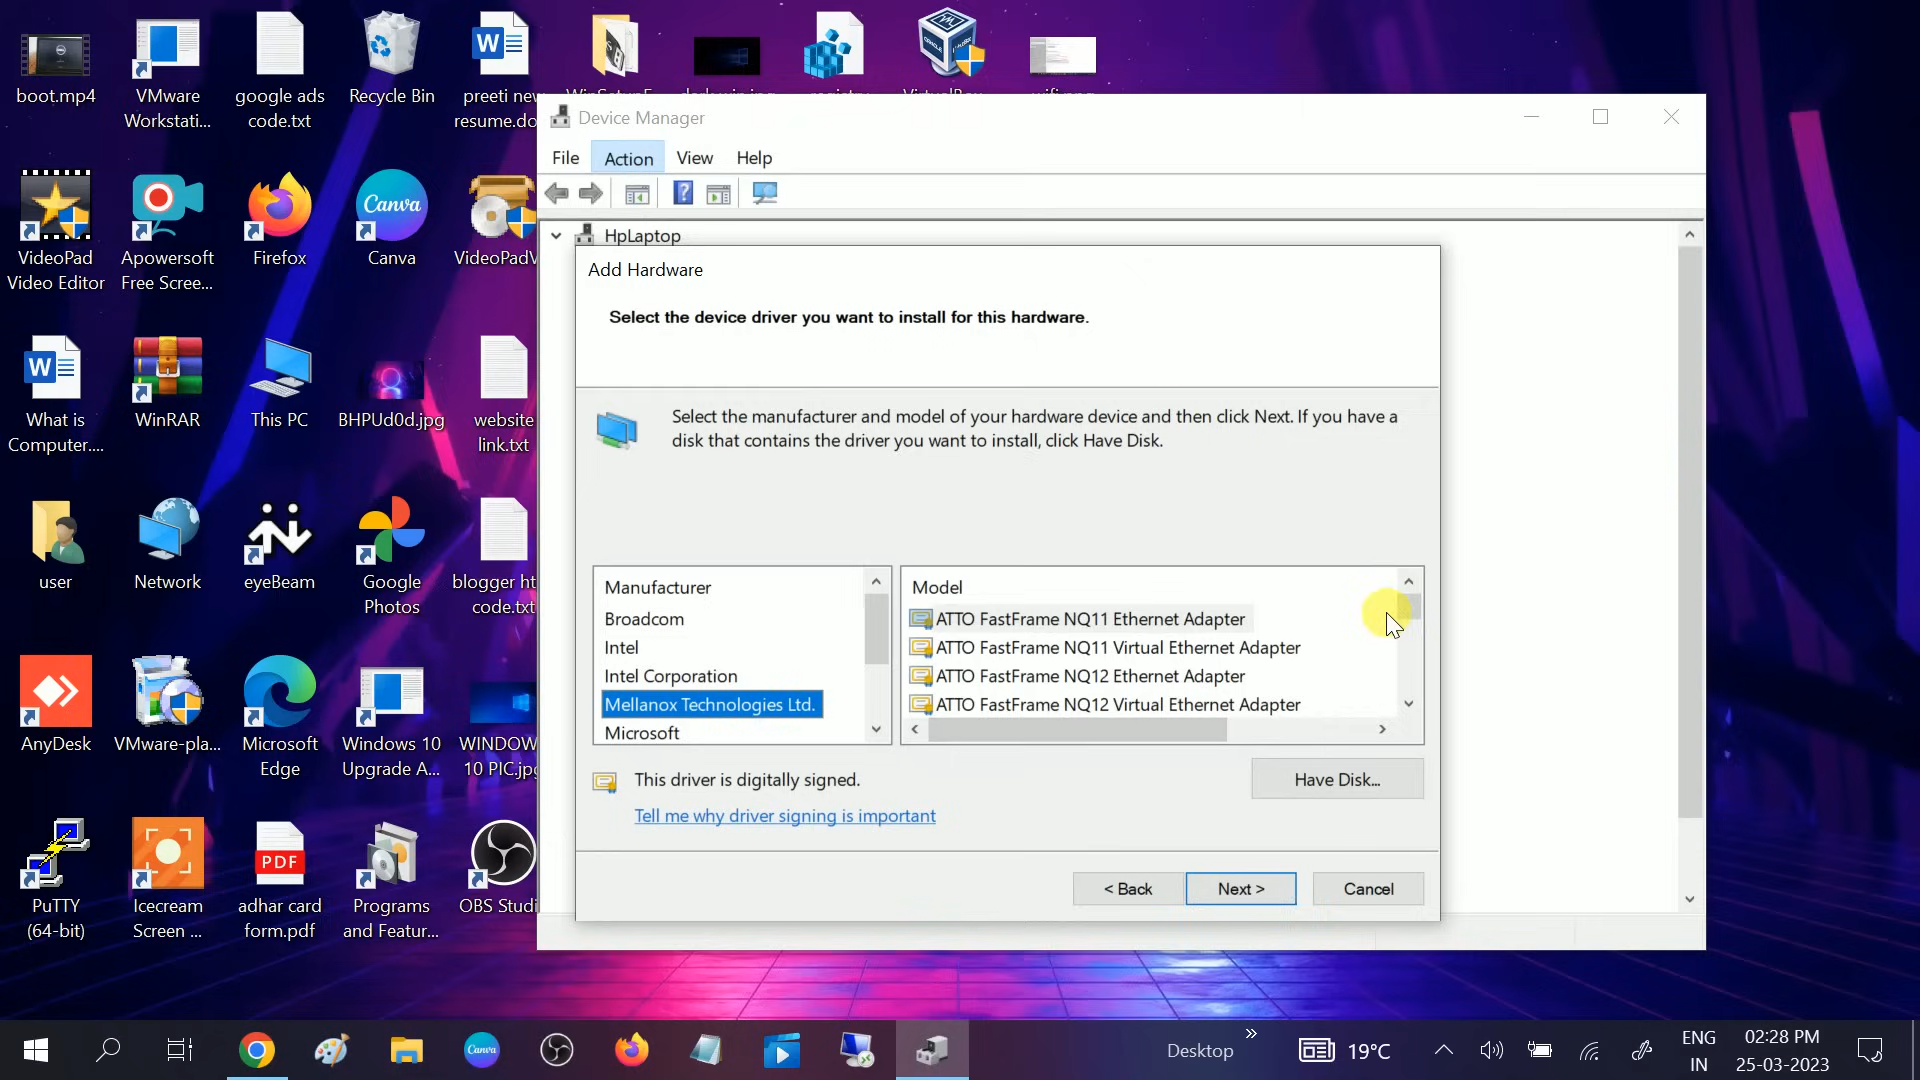 boot.mp4
VMware
Workstati...
google ads
code.txt
Recycle Bin
preeti new
resume.do
Device Manager
File
Action
View
Help
HpLaptop
Add Hardware
Select the device driver you want to install for this hardware.
Select the manufacturer and model of your hardware device and then click Next. If you have a
disk that contains the driver you want to install, click Have Disk.
Manufacturer
Broadcom
Intel
Intel Corporation
Mellanox Technologies Ltd.
Microsoft
Model
ATTO FastFrame NQ11 Ethernet Adapter
ATTO FastFrame NQ11 Virtual Ethernet Adapter
ATTO FastFrame NQ12 Ethernet Adapter
ATTO FastFrame NQ12 Virtual Ethernet Adapter
This driver is digitally signed.
Have Disk...
Tell me why driver signing is important
< Back
Next >
Cancel
VideoPad
Video Editor
Apowersoft
Free Scree...
Firefox
Canva
Canva
VideoPadV
What is
Computer....
WinRAR
This PC
BHPUd0d.jpg
website
link.txt
user
Network
eyeBeam
Google
Photos
blogger ht
code.txt
AnyDesk
VMware-pla...
Microsoft
Edge
Windows 10
Upgrade A...
WINDOW
10 PIC.jpg
PuTTY
(64-bit)
Icecream
Screen ...
PDF
adhar card
form.pdf
Programs
and Featur...
OBS Studi
Canva
Desktop
19°C
ENG
IN
02:28 PM
25-03-2023